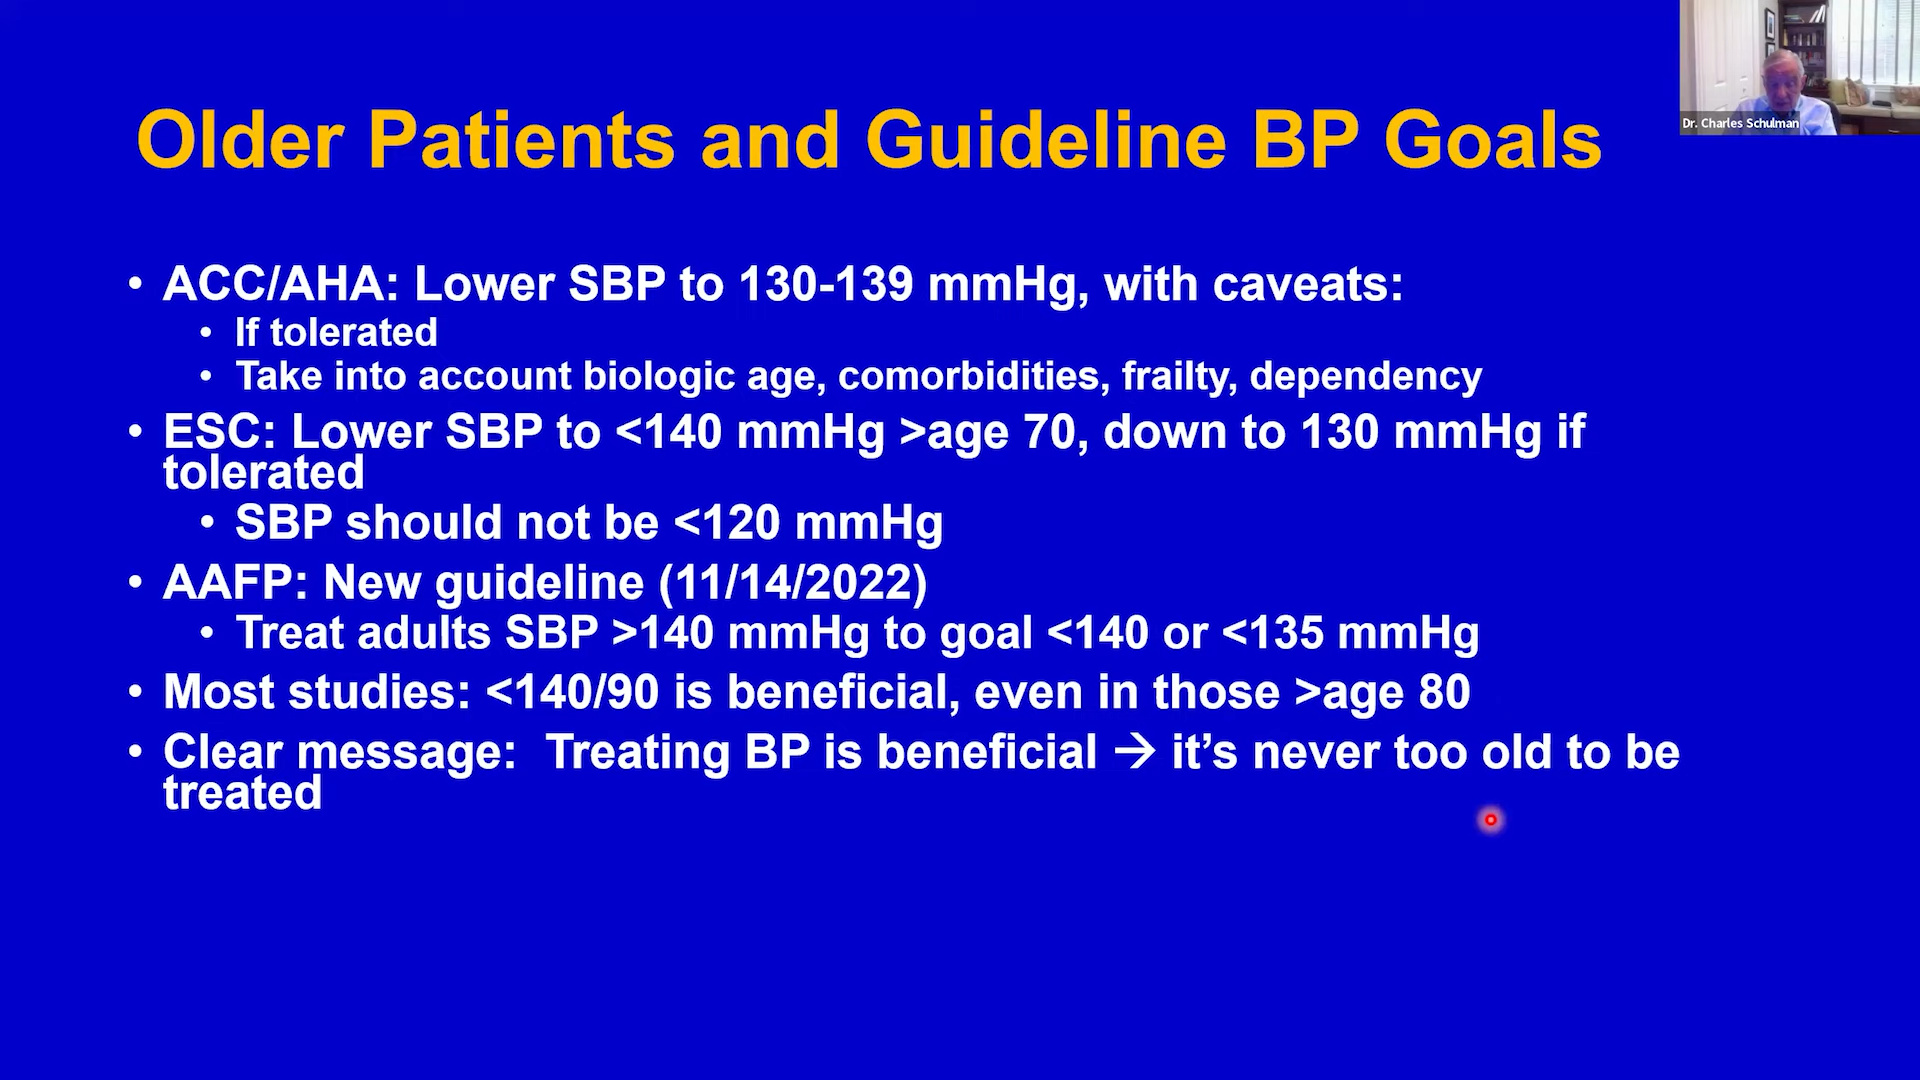 Dr. Charles Schulman
Older Patients and Guideline BP Goals
• ACC/AHA: Lower SBP to 130-139 mmHg, with caveats:
• If tolerated
• Take into account biologic age, comorbidities, frailty, dependency
• ESC: Lower SBP to <140 mmHg >age 70, down to 130 mmHg if
tolerated
• SBP should not be <120 mmHg
• AAFP: New guideline (11/14/2022)
• Treat adults SBP >140 mmHg to goal <140 or <135 mmHg
• Most studies: <140/90 is beneficial, even in those >age 80
• Clear message:  Treating BP is beneficial → it’s never too old to be
treated